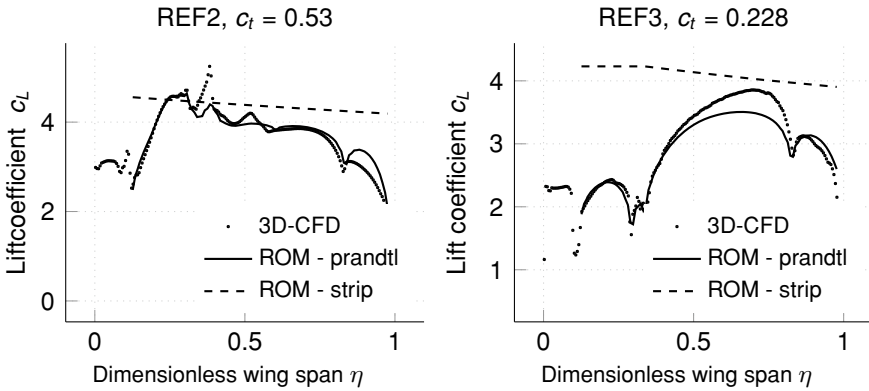 REF2, c_t = 0.53
Liftcoefficient c_L
4
2
0
3D-CFD
ROM - prandtl
ROM - strip
0
0.5
1
Dimensionless wing span η
REF3, c_t = 0.228
Lift coefficient c_L
4
3
2
1
3D-CFD
ROM - prandtl
ROM - strip
0
0.5
1
Dimensionless wing span η